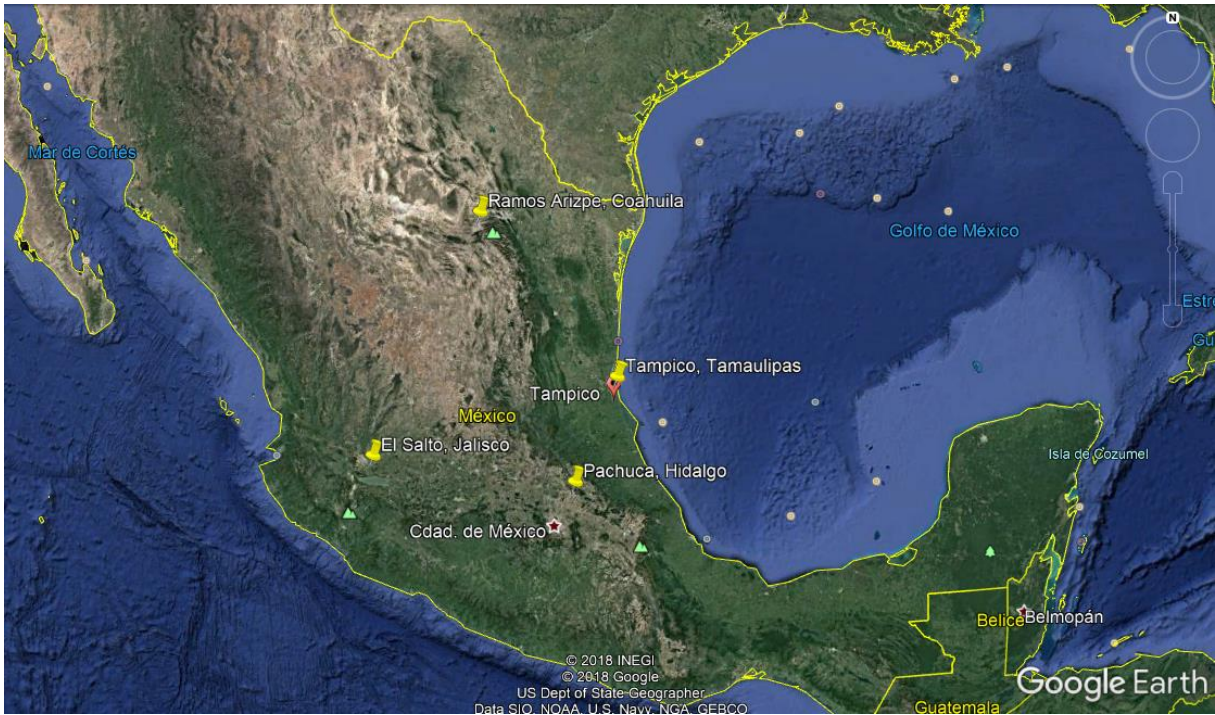 N
Mar de Cortés
Ramos Arizpe, Coahuila
Golfo de México
Tampico, Tamaulipas
Tampico
México
El Salto, Jalisco
Isla de Cozumel
Pachuca, Hidalgo
Cdad. de México
Belice
Belmopán
© 2018 INEGI
© 2018 Google
US Dept of State Geographer
Data SIO, NOAA, U.S. Navy, NGA, GEBCO
Google Earth
Guatemala